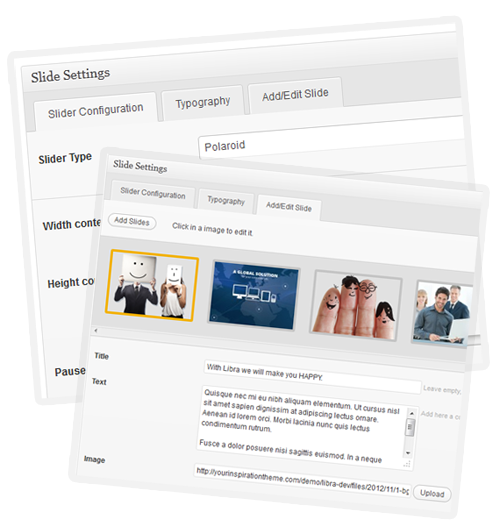 Slide Settings
Slider Configuration
Typography
Add/Edit Slide
Slider Type
Polaroid
Width conte
Height co
Pause
Slide Settings
Slider Configuration
Typography
Add/Edit Slide
Add Slides
Click in a image to edit it.
A GLOBAL SOLUTION
Title
With Libra we will make you HAPPY.
Leave empty,
Text
Quisque nec mi eu nibh aliquam elementum. Ut cursus nisl
sit amet sapien dignissim at adipiscing lectus ornare.
Aenean id lorem orci. Morbi lacinia nunc quis lectus
condimentum rutrum.
Fusce a dolor posuere nisi sagittis euismod. In a neque
Add here a co
Image
http://yourinspirationtheme.com/demo/libra-dev/files/2012/11/1-bg
Upload